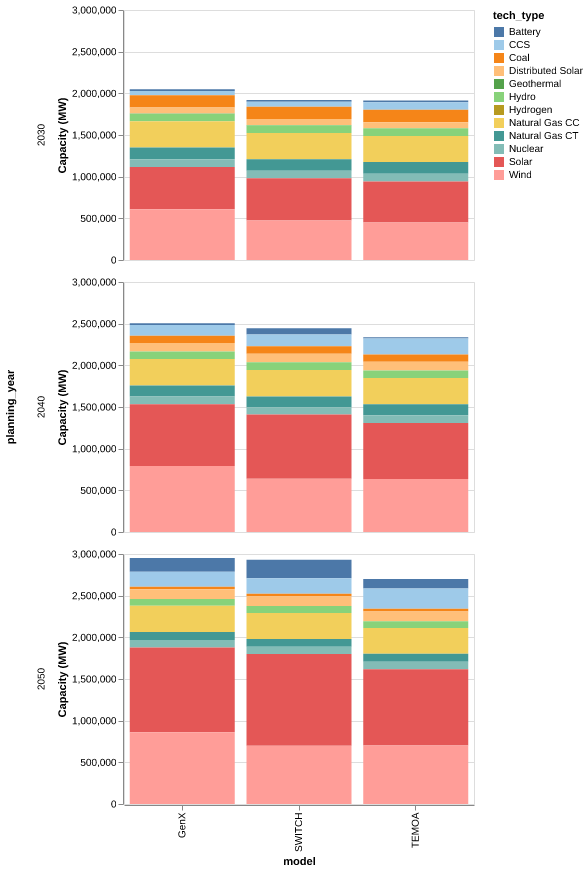 tech_type
Battery
CCS
Coal
Distributed Solar
Geothermal
Hydro
Hydrogen
Natural Gas CC
Natural Gas CT
Nuclear
Solar
Wind
planning_year
2030
Capacity (MW)
3,000,000
2,500,000
2,000,000
1,500,000
1,000,000
500,000
0
2040
Capacity (MW)
3,000,000
2,500,000
2,000,000
1,500,000
1,000,000
500,000
0
2050
Capacity (MW)
3,000,000
2,500,000
2,000,000
1,500,000
1,000,000
500,000
0
GenX
SWITCH
TEMOA
model